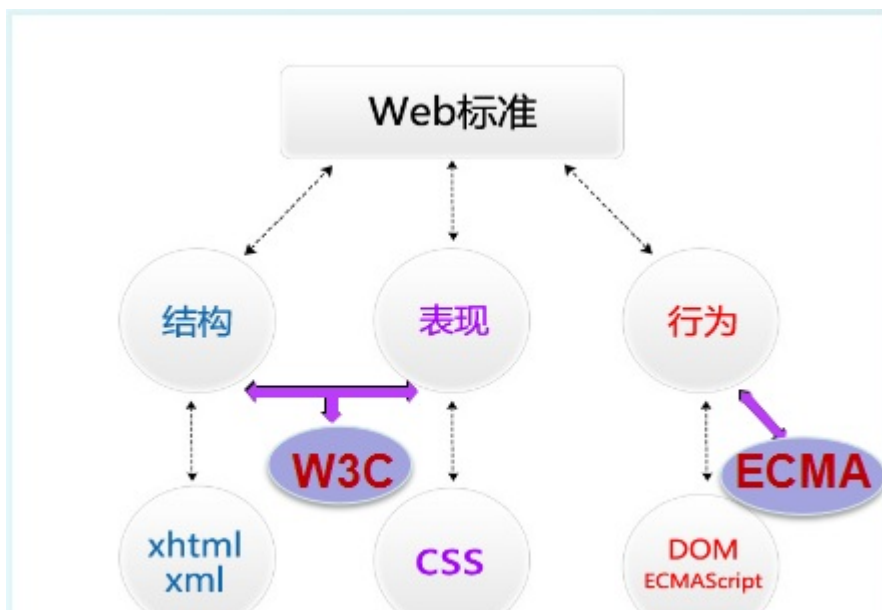 Web标准
结构
表现
行为
W3C
ECMA
xhtml
xml
CSS
DOM
ECMAScript